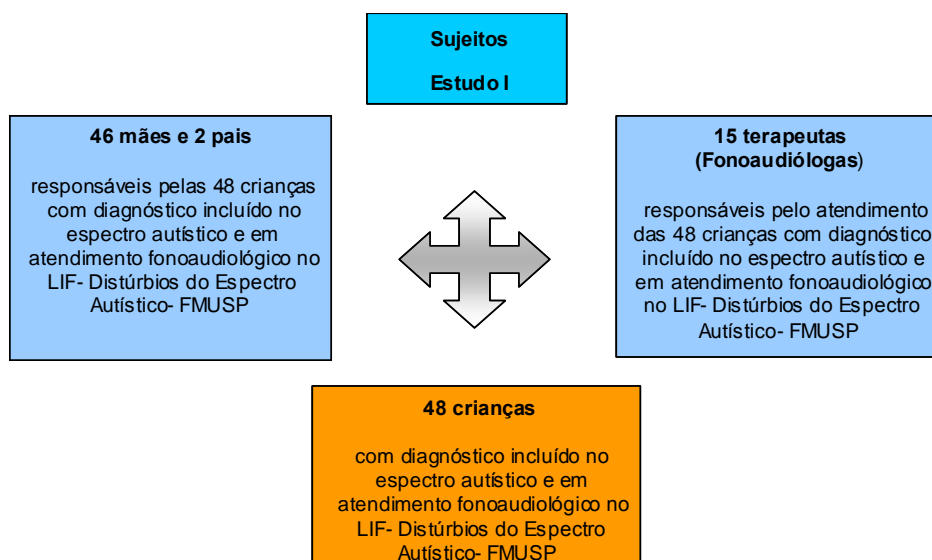 Sujeitos
Estudo I
46 mães e 2 pais
responsáveis pelas 48 crianças
com diagnóstico incluído no
espectro autístico e em
atendimento fonoaudiológico no
LIF- Distúrbios do Espectro
Autístico- FMUSP
15 terapeutas
(Fonoaudiólogas)
responsáveis pelo atendimento
das 48 crianças com diagnóstico
incluído no espectro autístico e
em atendimento fonoaudiológico
no LIF- Distúrbios do Espectro
Autístico- FMUSP
48 crianças
com diagnóstico incluído no
espectro autístico e em
atendimento fonoaudiológico no
LIF- Distúrbios do Espectro
Autístico- FMUSP